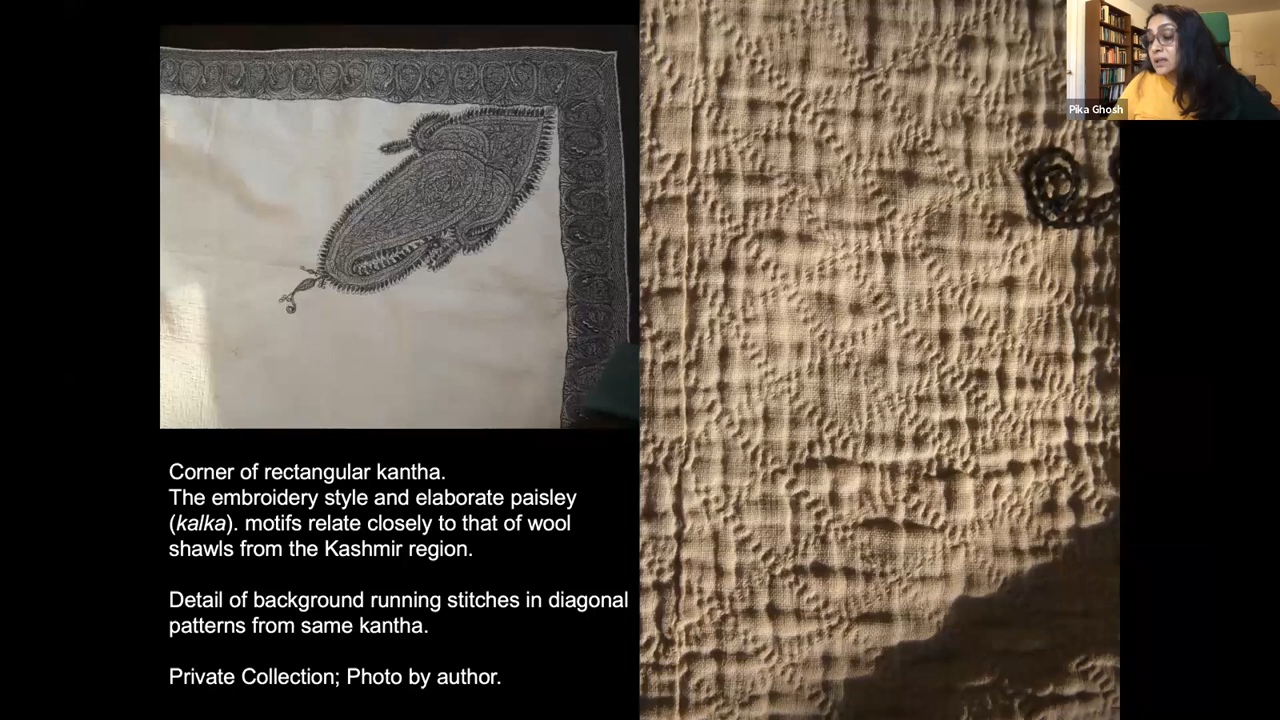 Pika Ghosh
Corner of rectangular kantha.
The embroidery style and elaborate paisley
(kalka). motifs relate closely to that of wool
shawls from the Kashmir region.
Detail of background running stitches in diagonal
patterns from same kantha.
Private Collection; Photo by author.